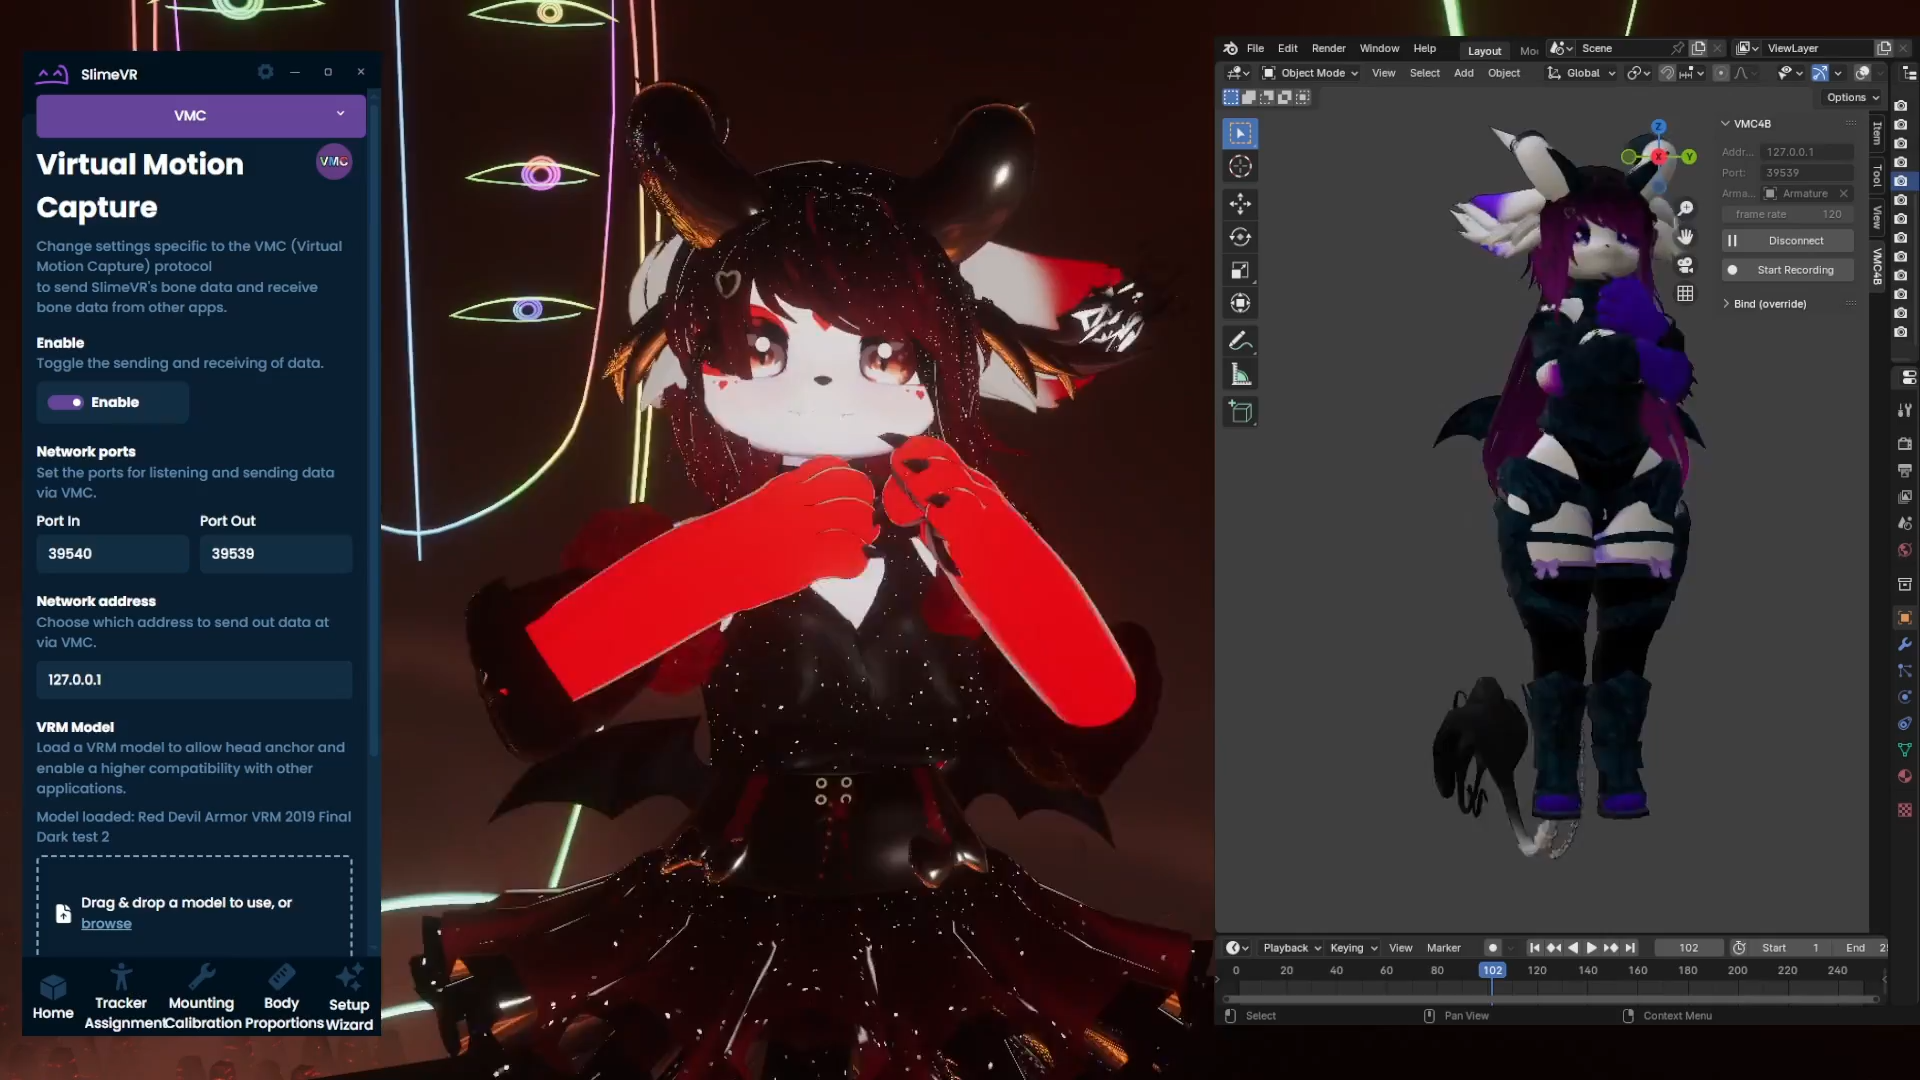 SlimeVR
VMC
Virtual Motion
Capture
VMC
Change settings specific to the VMC (Virtual
Motion Capture) protocol
to send SlimeVR's bone data and receive
bone data from other apps.
Enable
Toggle the sending and receiving of data.
Enable
Network ports
Set the ports for listening and sending data
via VMC.
Port In
Port Out
39540
39539
Network address
Choose which address to send out data at
via VMC.
127.0.0.1
VRM Model
Load a VRM model to allow head anchor and
enable a higher compatibility with other
applications.
Model loaded: Red Devil Armor VRM 2019 Final
Dark test 2
Drag & drop a model to use, or
browse
Home
Tracker
Assignment
Mounting
Calibration
Body
Proportions
Setup
Wizard
File Edit Render Window Help Layout Mo Scene ViewLayer
Object Mode View Select Add Object Global
Options
VMC4B
Addr... 127.0.0.1
Port: 39539
Arma... Armature
frame rate 120
Disconnect
Start Recording
Bind (override)
Item
Tool
View
VMC4B
Z
X
Y
Playback Keying View Marker 102 Start 1 End 2
0 20 40 60 80 102 120 140 160 180 200 220 240
Select Pan View Context Menu